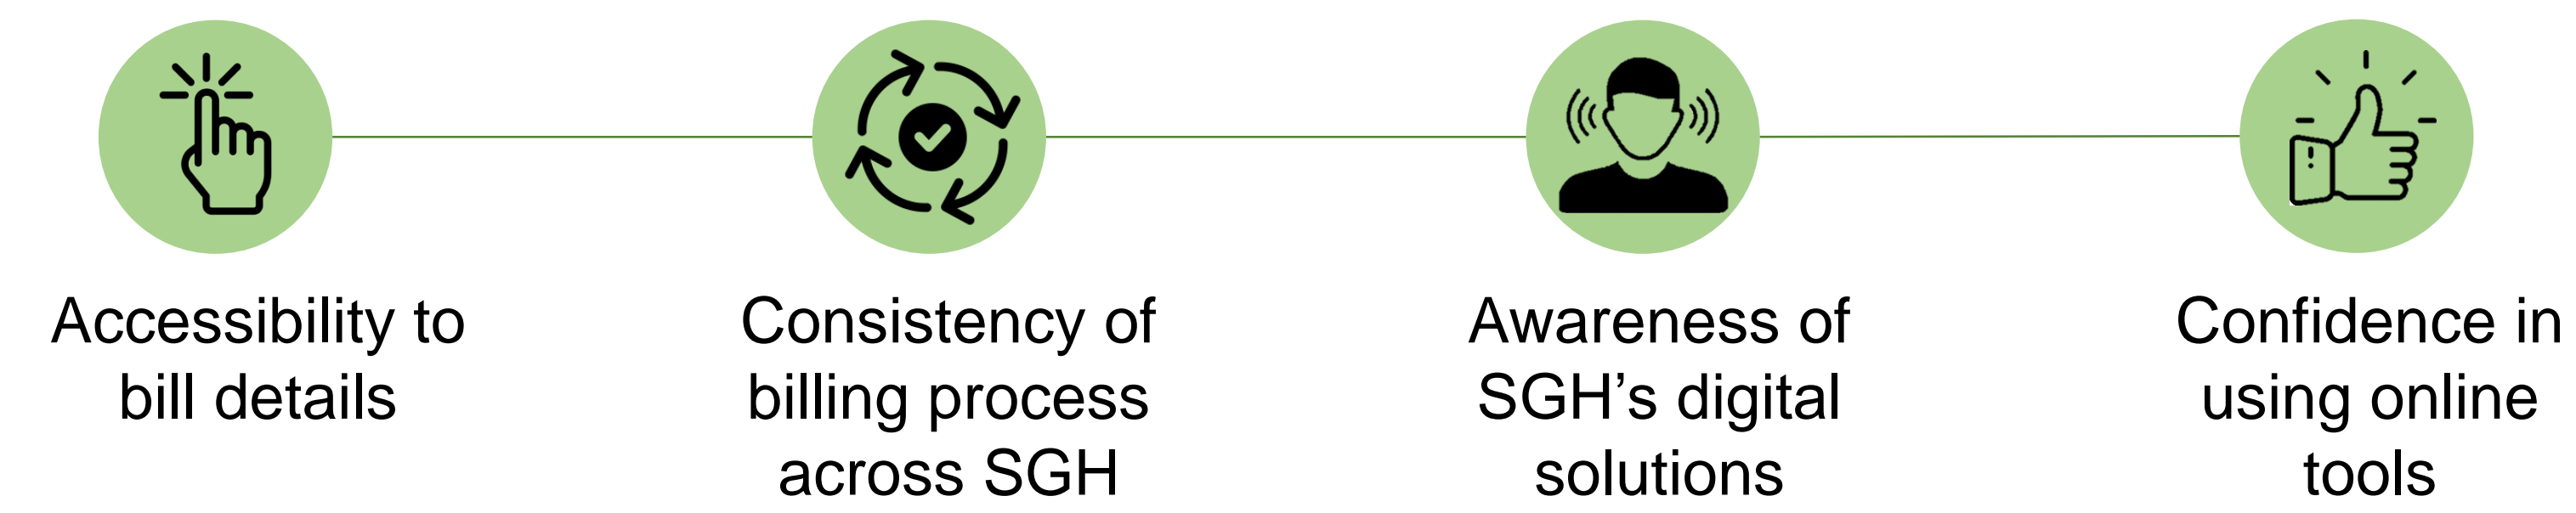 Accessibility to
bill details
Consistency of
billing process
across SGH
Awareness of
SGH’s digital
solutions
Confidence in
using online
tools